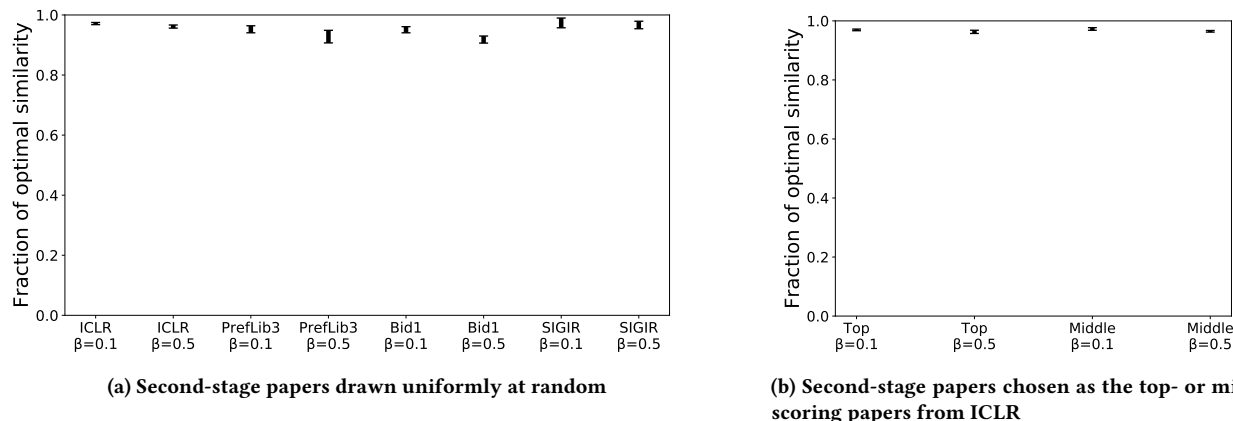 Fraction of optimal similarity
1.0
0.8
0.6
0.4
0.2
0.0
ICLR ICLR PrefLib3 PrefLib3 Bid1 Bid1 SIGIR SIGIR
β=0.1 β=0.5 β=0.1 β=0.5 β=0.1 β=0.5 β=0.1 β=0.5
(a) Second-stage papers drawn uniformly at random
Fraction of optimal similarity
1.0
0.8
0.6
0.4
0.2
0.0
Top Top Middle Middle
β=0.1 β=0.5 β=0.1 β=0.5
(b) Second-stage papers chosen as the top- or mi
scoring papers from ICLR